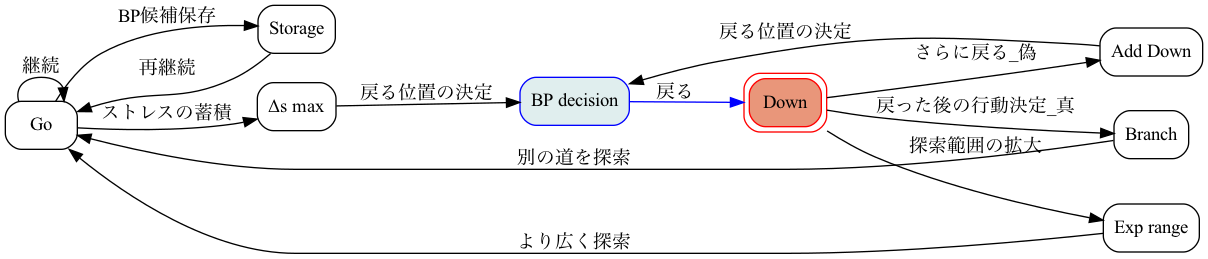 BP候補保存
Storage
継続
再継続
Go
ストレスの蓄積
Δs max
戻る位置の決定
BP decision
戻る
Down
戻る位置の決定
さらに戻る_偽
Add Down
戻った後の行動決定_真
Branch
探索範囲の拡大
別の道を探索
Exp range
より広く探索